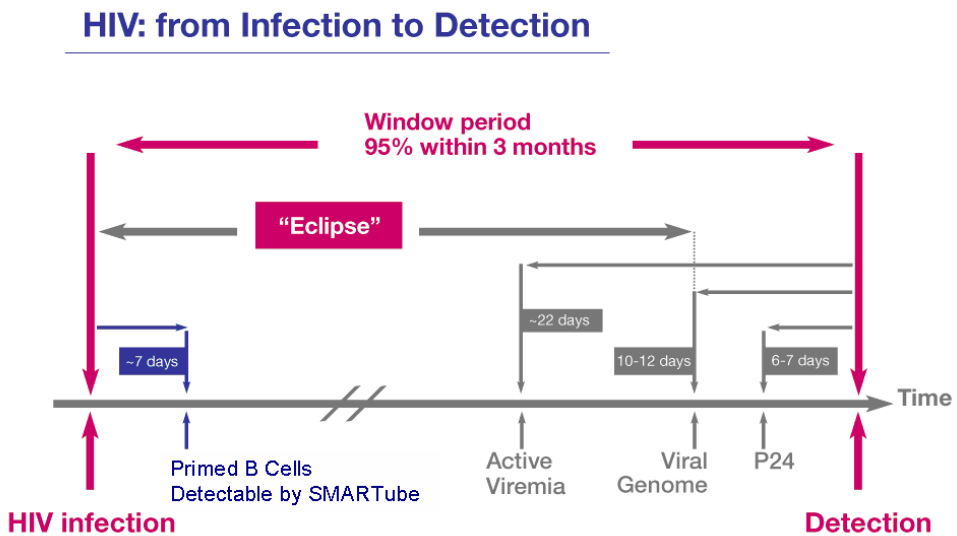 HIV: from Infection to Detection
Window period
95% within 3 months
“Eclipse”
~22 days
~7 days
10-12 days
6-7 days
Time
Primed B Cells
Detectable by SMARTube
Active
Viremia
Viral
Genome
P24
HIV infection
Detection